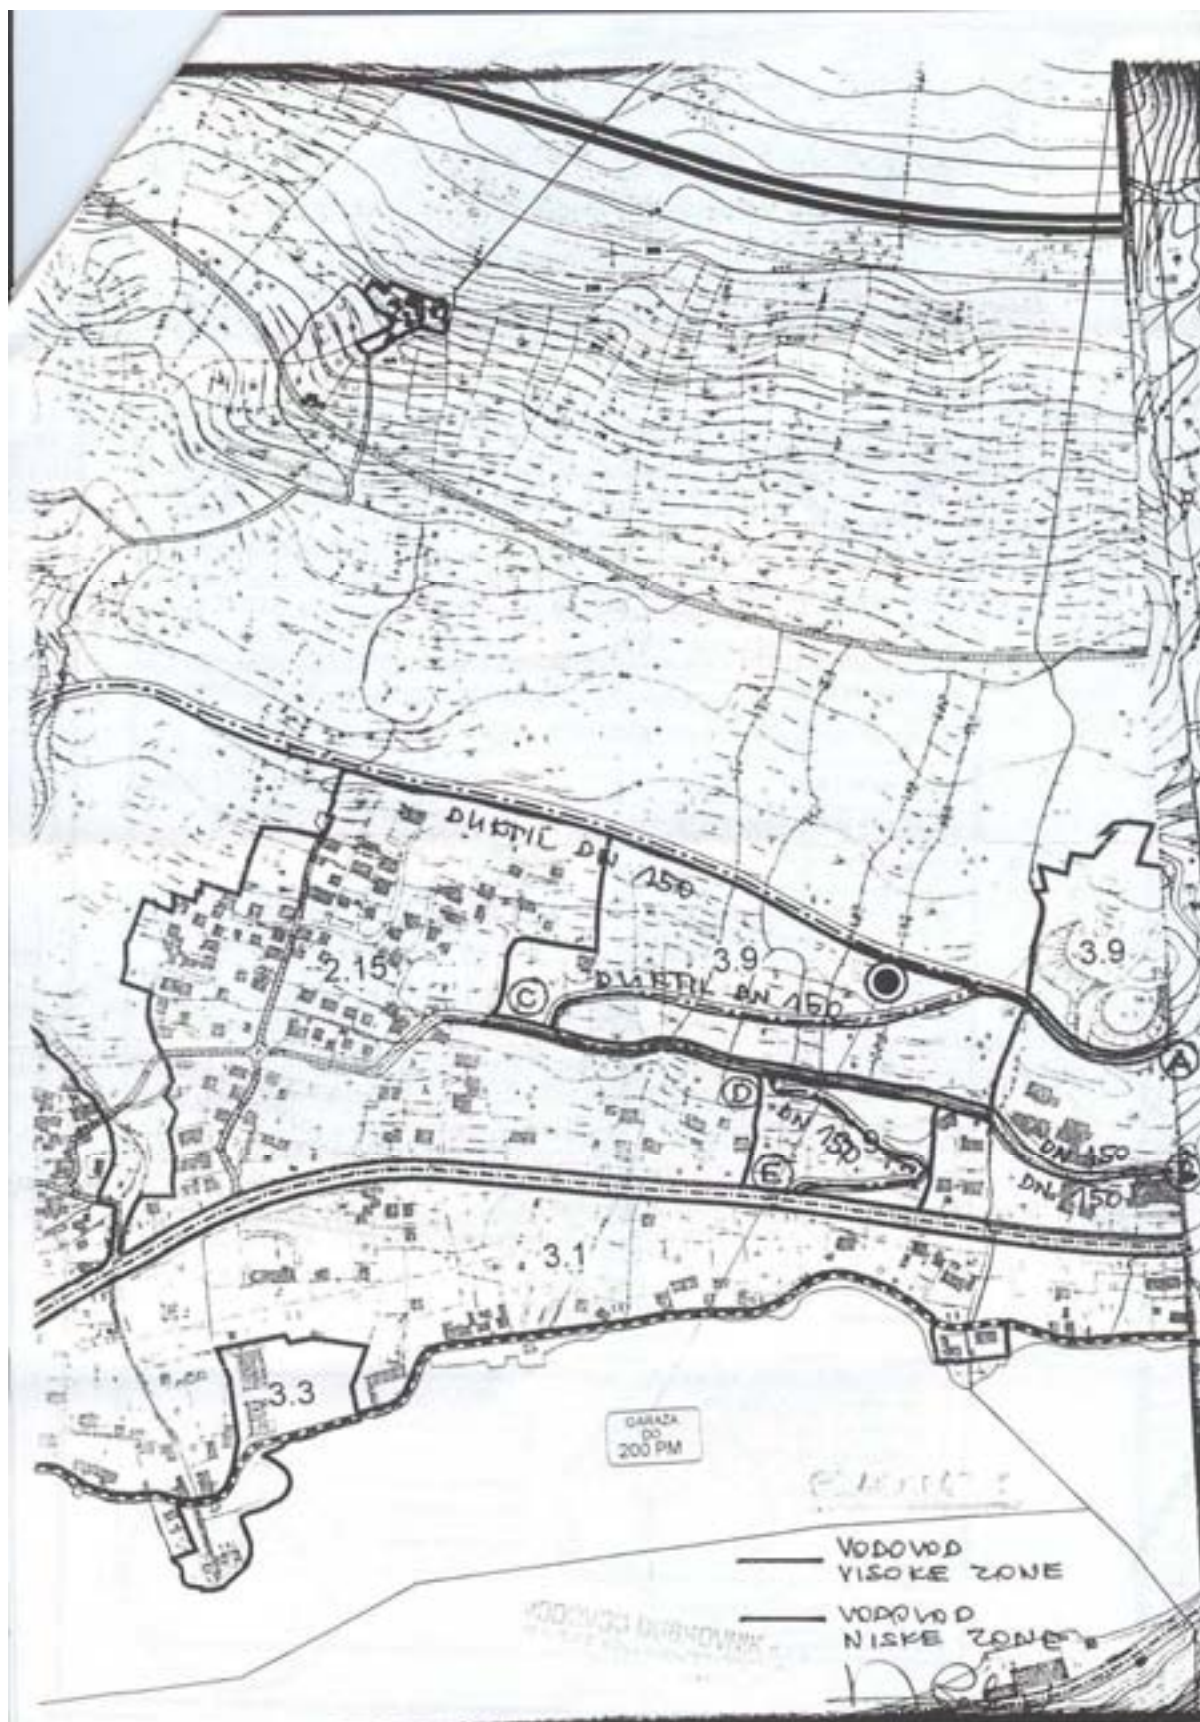 DUKTIL DN 150
2.15
3.9
3.9
C
DUKTIL DN 150
A
D
DN 150
E
DN 150
DN 150
3.1
3.3
GARAŽA
DO
200 PM
VODOVOD
VISOKE ZONE
VODOVOD
NISKE ZONE